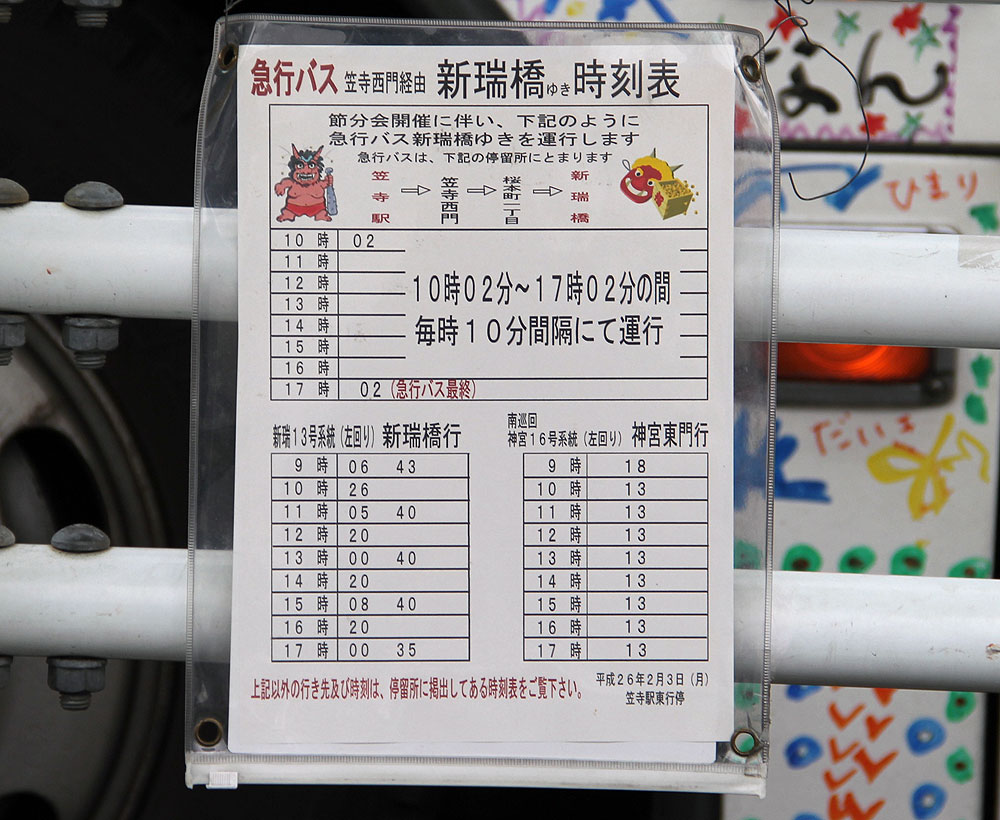 急行バス 笠寺西門経由 新瑞橋ゆき時刻表
節分会開催に伴い、下記のように
急行バス新瑞橋ゆきを運行します
急行バスは、下記の停留所にとまります
笠寺駅 ⇨ 笠寺西門 ⇨ 桜本町一丁目 ⇨ 新瑞橋
10 時 02
11 時
12 時
13 時
14 時
15 時
16 時
17 時 02 (急行バス最終)
10時02分～17時02分の間
毎時10分間隔にて運行
新瑞13号系統（左回り）新瑞橋行
9 時 06 43
10 時 26
11 時 05 40
12 時 20
13 時 00 40
14 時 20
15 時 08 40
16 時 20
17 時 00 35
南巡回
神宮16号系統（左回り）神宮東門行
9 時 18
10 時 13
11 時 13
12 時 13
13 時 13
14 時 13
15 時 13
16 時 13
17 時 13
上記以外の行き先及び時刻は、停留所に掲出してある時刻表をご覧下さい。
平成26年2月3日（月）
笠寺駅東行停
ひまり